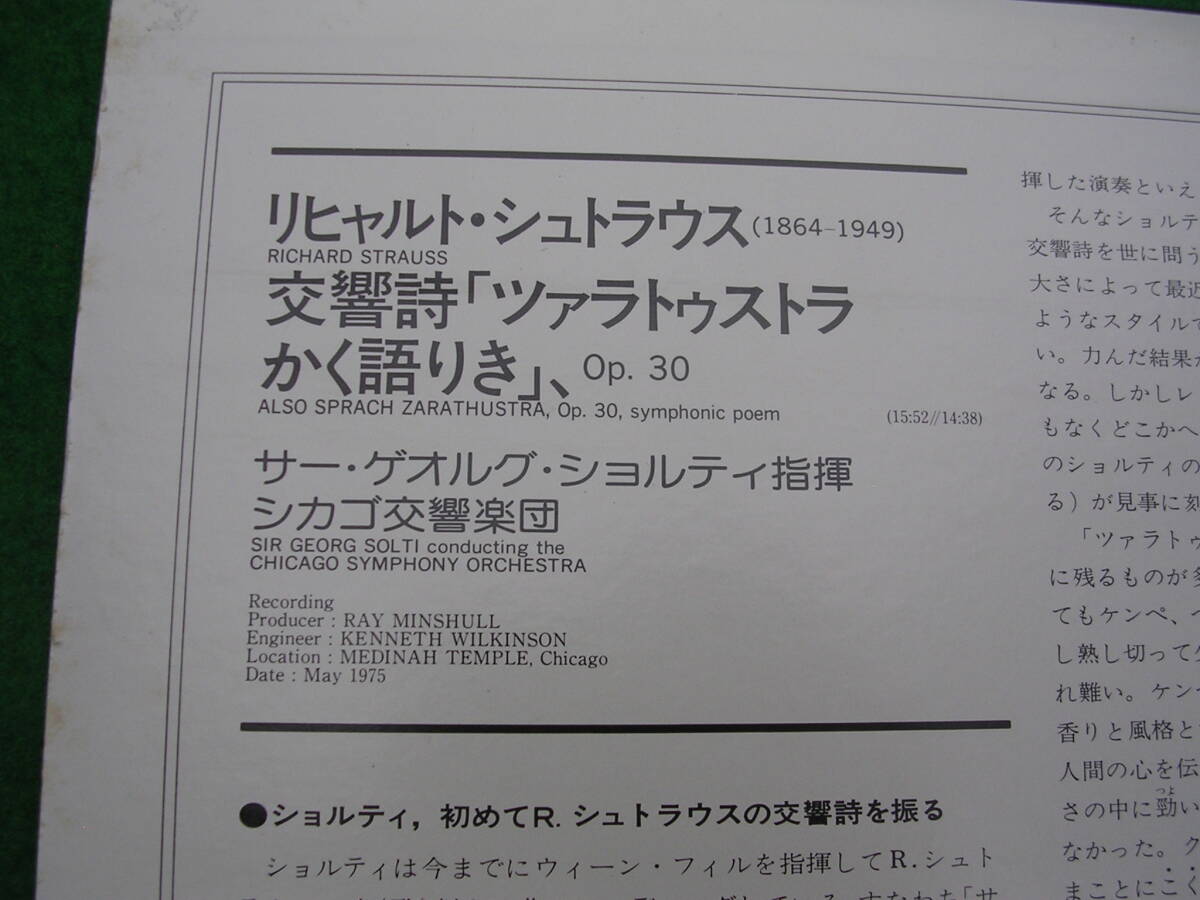 リヒャルト・シュトラウス(1864–1949)
RICHARD STRAUSS
交響詩「ツァラトゥストラ
かく語りき」、Op. 30
ALSO SPRACH ZARATHUSTRA, Op. 30, symphonic poem (15:52//14:38)
サー・ゲオルグ・ショルティ指揮
シカゴ交響楽団
SIR GEORG SOLTI conducting the
CHICAGO SYMPHONY ORCHESTRA
Recording
Producer : RAY MINSHULL
Engineer : KENNETH WILKINSON
Location : MEDINAH TEMPLE, Chicago
Date : May 1975
●ショルティ，初めてR. シュトラウスの交響詩を振る
ショルティは今までにウィーン・フィルを指揮してR.シュト
揮した演奏といえ
そんなショルテ
交響詩を世に問う
大さによって最近
ようなスタイルで
い。力んだ結果が
なる。しかしレ
もなくどこかへ
のショルティの
る）が見事に刻
「ツァラトゥ
に残るものが多
てもケンペ、
し熟し切って
れ難い。ケン
香りと風格と
人間の心を伝
さの中に勁い
なかった。ク
まことにこく